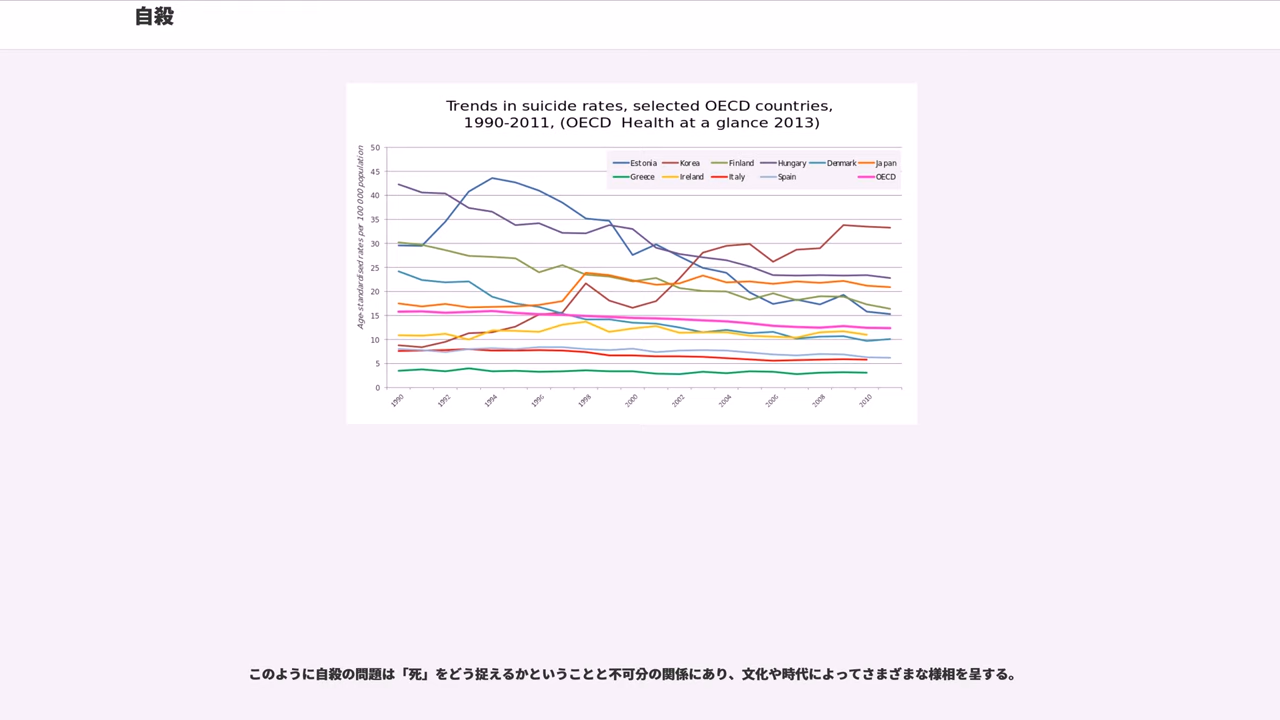 自殺
Trends in suicide rates, selected OECD countries,
1990-2011, (OECD Health at a glance 2013)
Age-standardised rates per 100 000 population
50
45
40
35
30
25
20
15
10
5
0
Estonia Korea Finland Hungary Denmark Japan
Greece Ireland Italy Spain OECD
1990 1992 1994 1996 1998 2000 2002 2004 2006 2008 2010
このように自殺の問題は「死」をどう捉えるかということと不可分の関係にあり、文化や時代によってさまざまな様相を呈する。